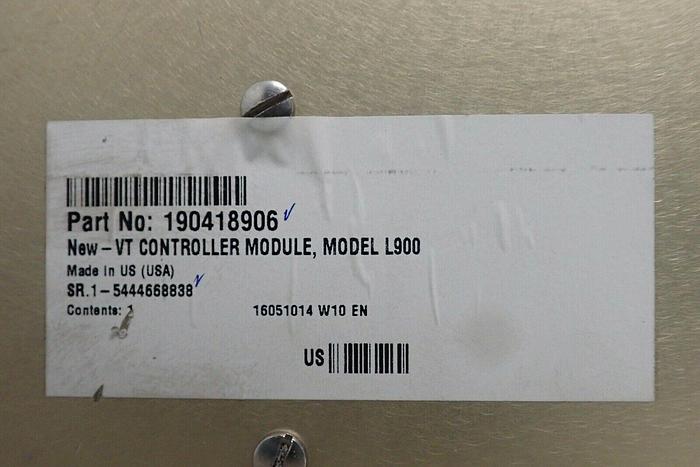 Part No: 190418906
New-VT CONTROLLER MODULE, MODEL L900
Made in US (USA)
SR.1-5444668838
Contents: 1
16051014 W10 EN
US